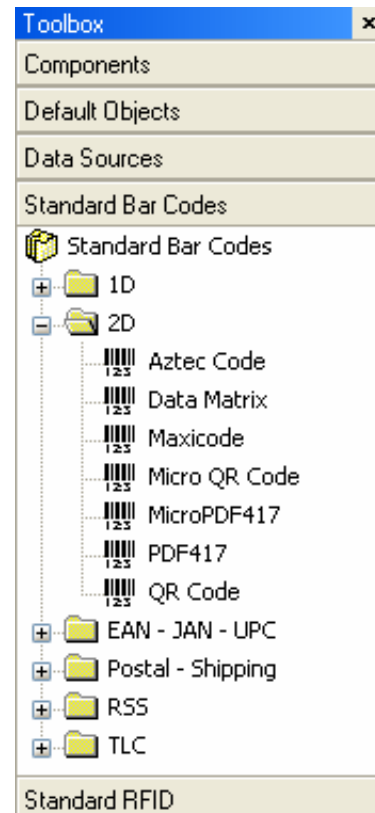 Toolbox
Components
Default Objects
Data Sources
Standard Bar Codes
Standard Bar Codes
1D
2D
Aztec Code
Data Matrix
Maxicode
Micro QR Code
MicroPDF417
PDF417
QR Code
EAN - JAN - UPC
Postal - Shipping
RSS
TLC
Standard RFID